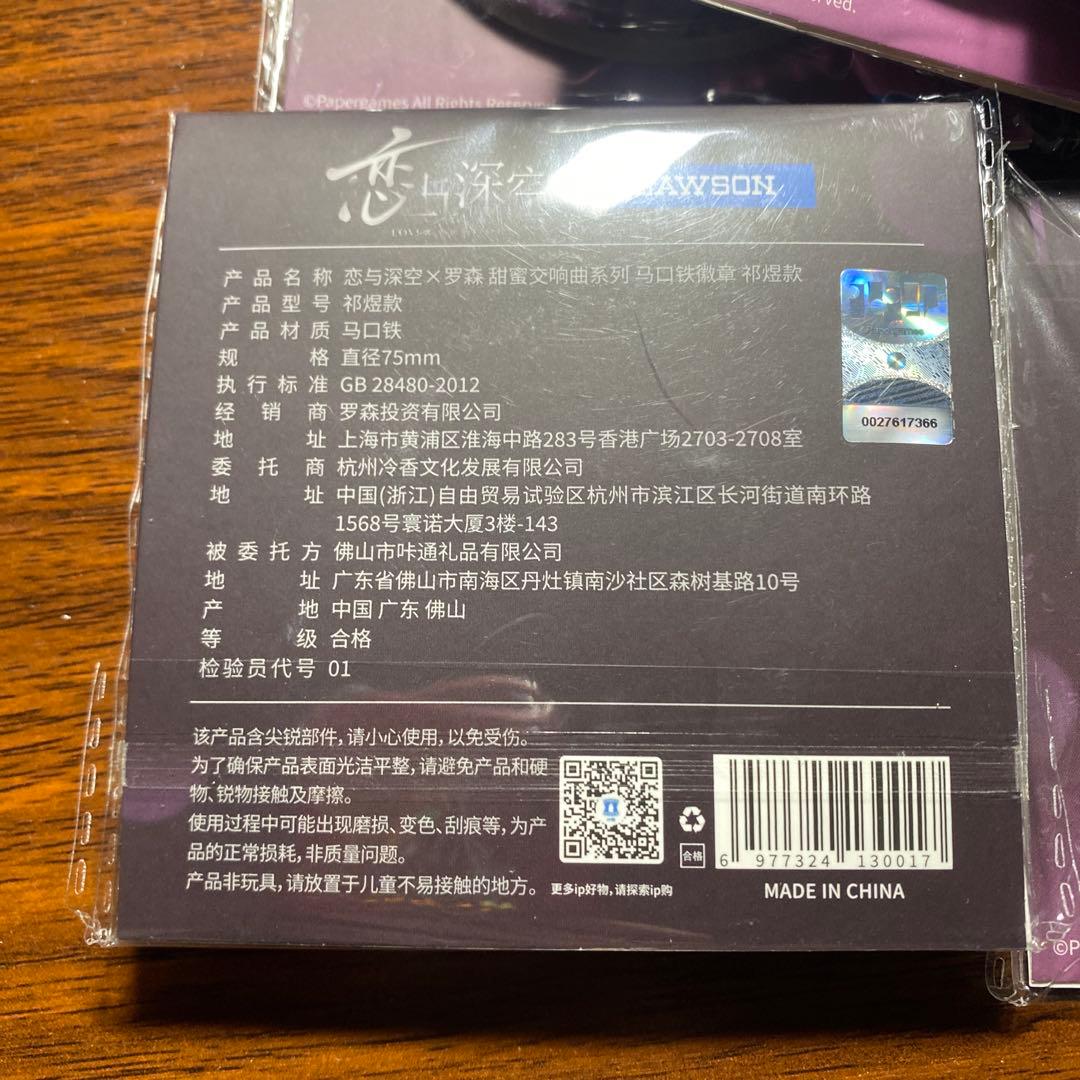 erved.
©Papergames All Rights Reserv
恋与深空
LAWSON
产品名称 恋与深空×罗森 甜蜜交响曲系列 马口铁徽章 祁煜款
产品型号 祁煜款
产品材质 马口铁
规格 直径75mm
执行标准 GB 28480-2012
经销商 罗森投资有限公司
地址 上海市黄浦区淮海中路283号香港广场2703-2708室
委托商 杭州冷香文化发展有限公司
地址 中国(浙江)自由贸易试验区杭州市滨江区长河街道南环路
1568号寰诺大厦3楼-143
被委托方 佛山市咔通礼品有限公司
地址 广东省佛山市南海区丹灶镇南沙社区森树基路10号
产地 中国 广东 佛山
等级 合格
检验员代号 01
Papergames
0027617366
该产品含尖锐部件,请小心使用,以免受伤。
为了确保产品表面光洁平整,请避免产品和硬
物、锐物接触及摩擦。
使用过程中可能出现磨损、变色、刮痕等,为产
品的正常损耗,非质量问题。
产品非玩具,请放置于儿童不易接触的地方。
更多ip好物,请探索ip购
合格
6 977324 130017
MADE IN CHINA
©P